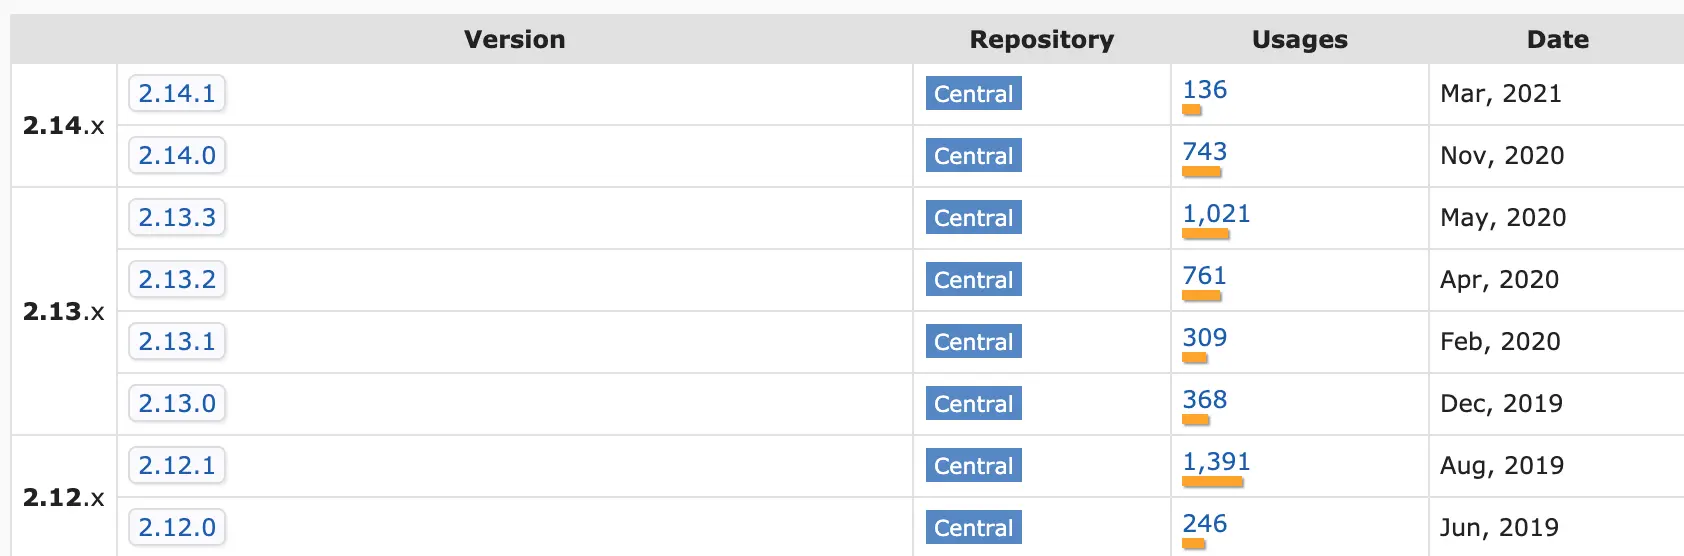 Version Repository Usages Date
2.14.x
2.14.1 Central 136 Mar, 2021
2.14.0 Central 743 Nov, 2020
2.13.x
2.13.3 Central 1,021 May, 2020
2.13.2 Central 761 Apr, 2020
2.13.1 Central 309 Feb, 2020
2.13.0 Central 368 Dec, 2019
2.12.x
2.12.1 Central 1,391 Aug, 2019
2.12.0 Central 246 Jun, 2019